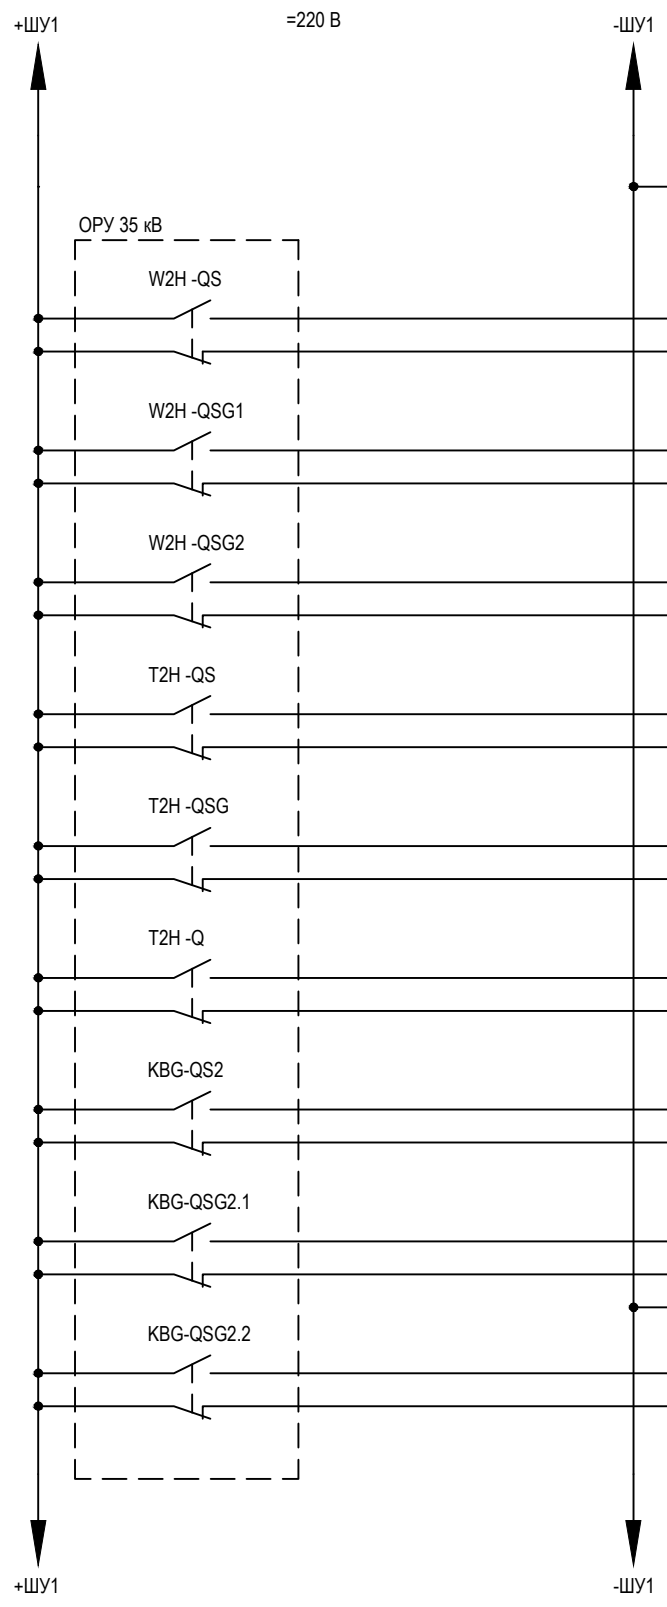 +ШУ1
=220 В
-ШУ1
ОРУ 35 кВ
W2H -QS
W2H -QSG1
W2H -QSG2
T2H -QS
T2H -QSG
T2H -Q
KBG-QS2
KBG-QSG2.1
KBG-QSG2.2
+ШУ1
-ШУ1